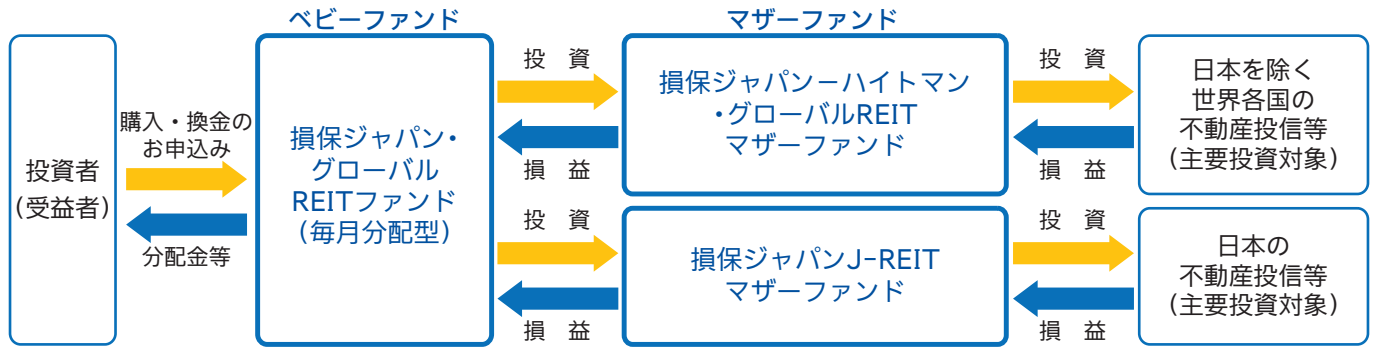 ベビーファンド
マザーファンド
投資者
(受益者)
購入・換金の
お申込み
分配金等
損保ジャパン・
グローバル
REITファンド
(毎月分配型)
投 資
損 益
投 資
損 益
損保ジャパン－ハイトマン
・グローバルREIT
マザーファンド
損保ジャパンJ-REIT
マザーファンド
投 資
損 益
投 資
損 益
日本を除く
世界各国の
不動産投信等
(主要投資対象)
日本の
不動産投信等
(主要投資対象)